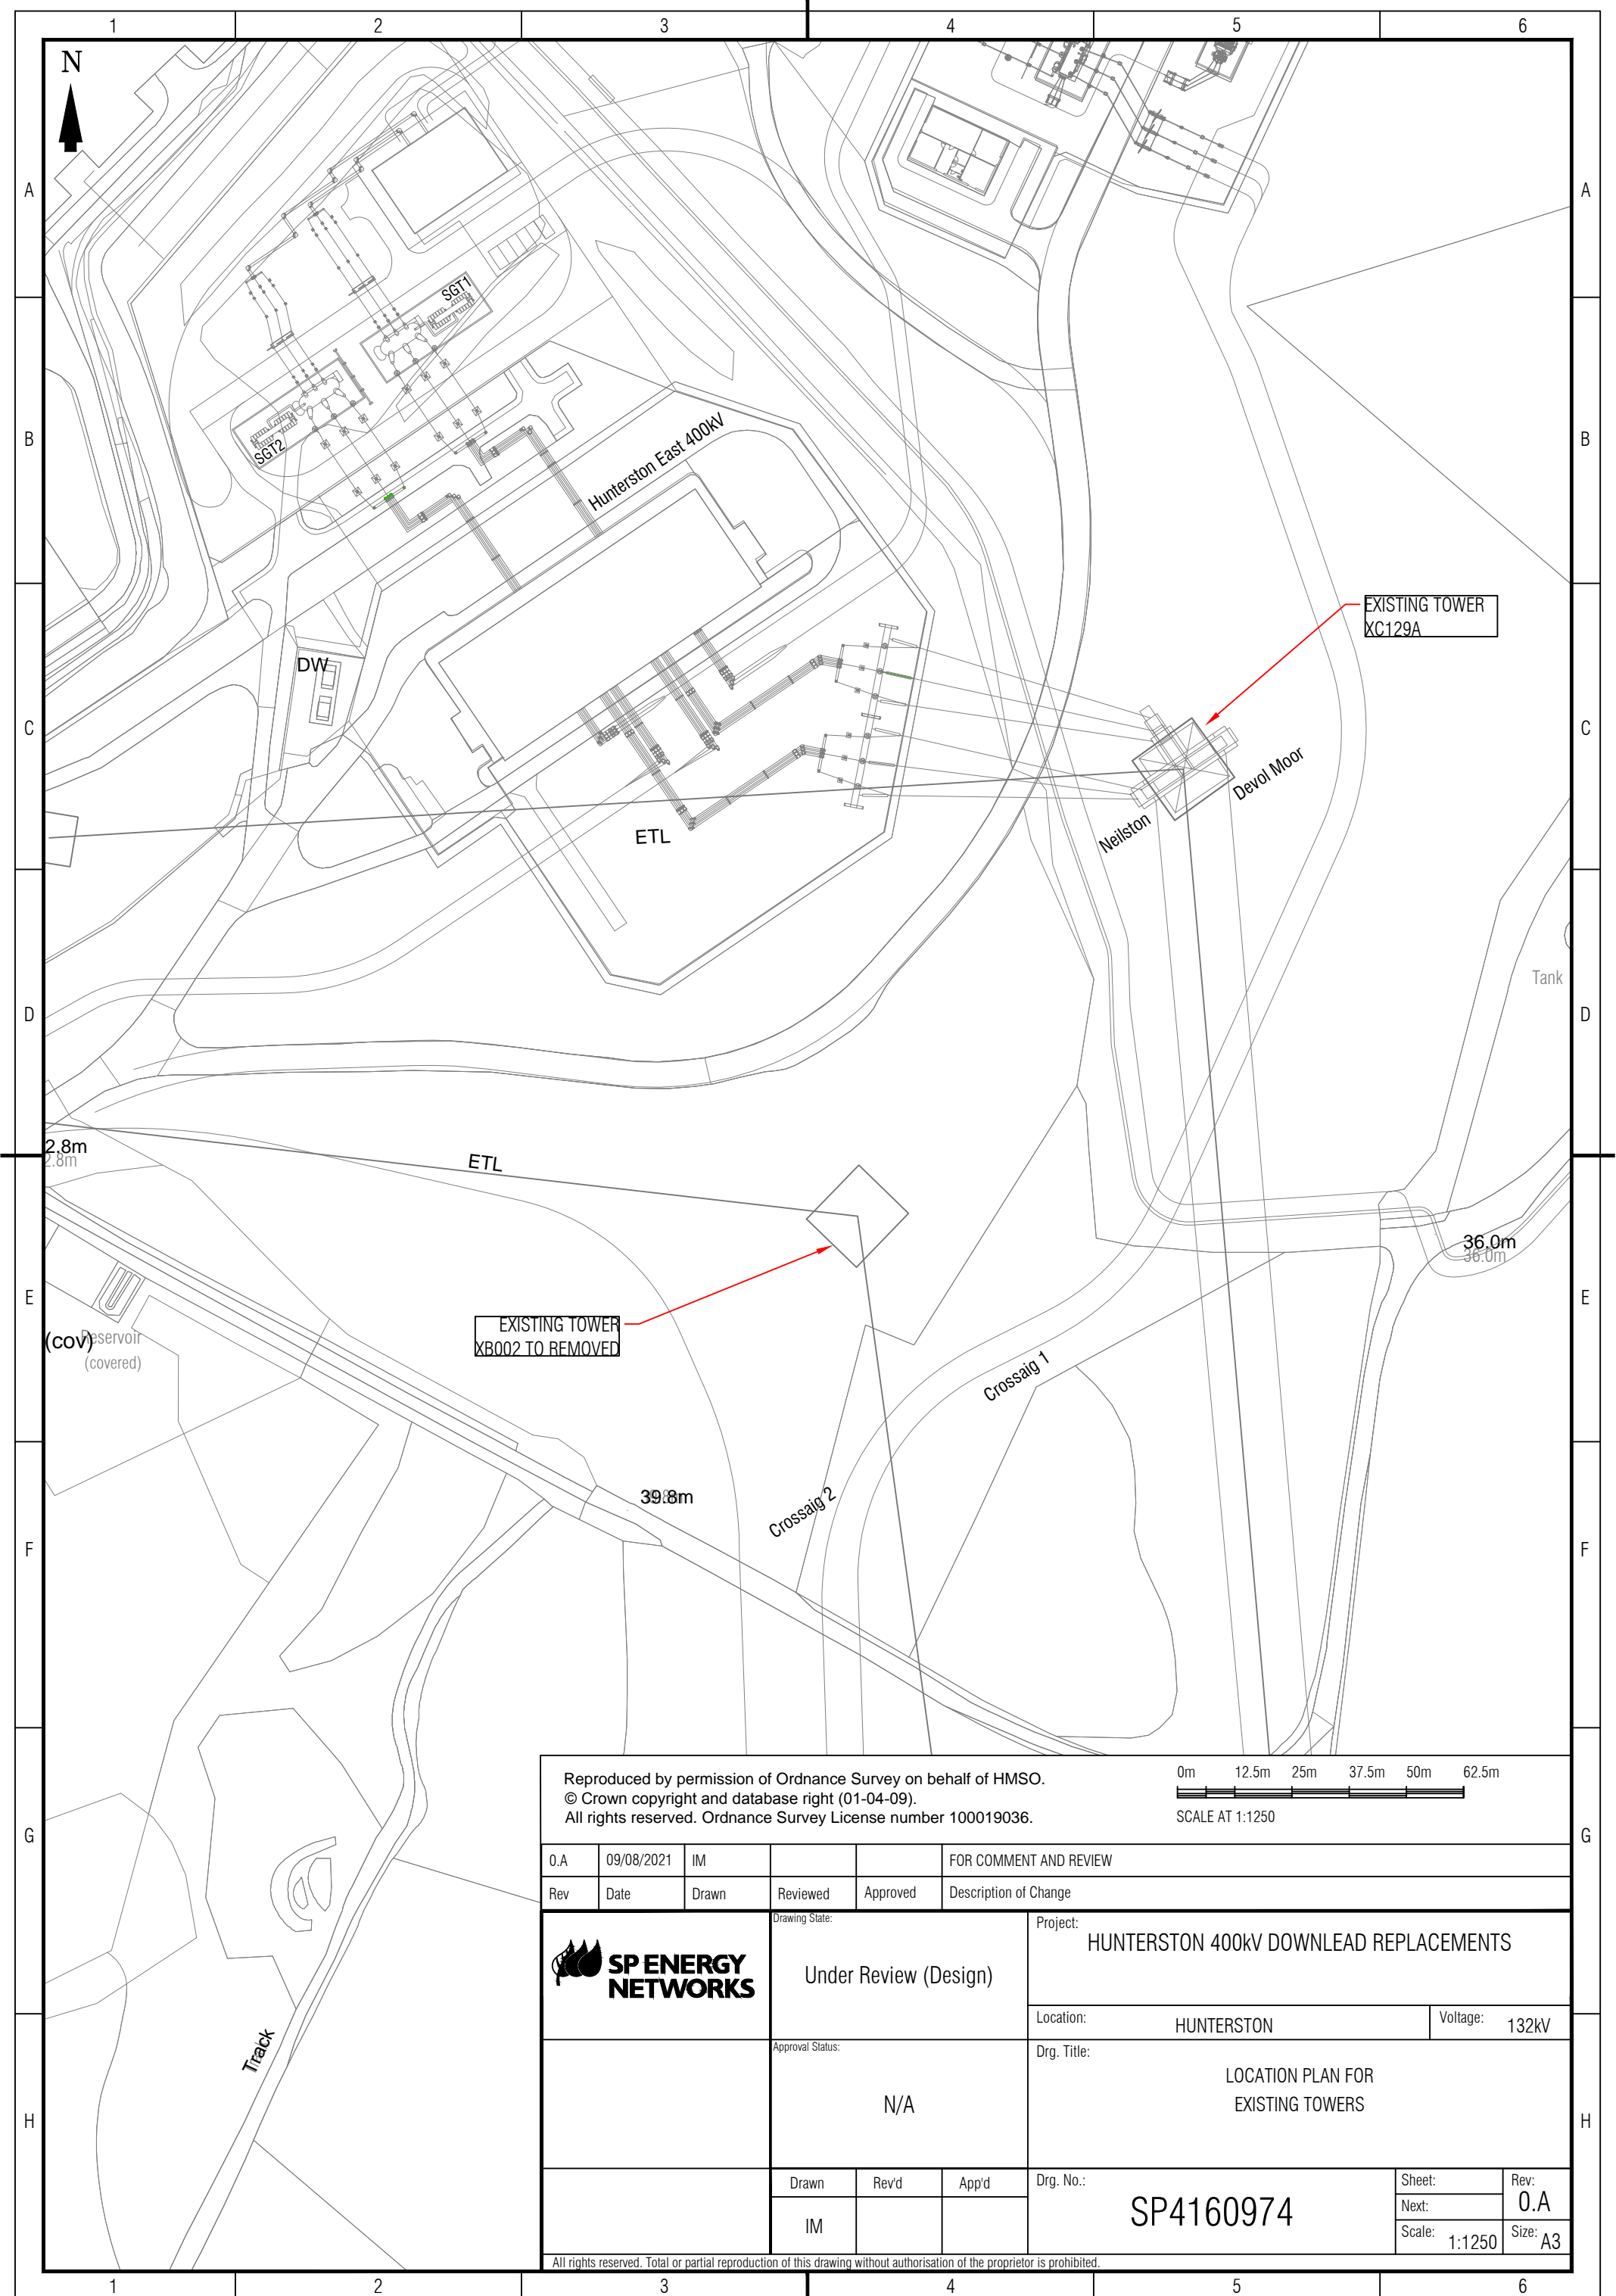 1 2 3 4 5 6
N
A A
SGT1
B B
SGT2
Hunterston East 400kV
EXISTING TOWER
XC129A
DW
C C
Devol Moor
Neilston
ETL
Tank
D D
2.8m
2.8m
ETL
36.0m
36.0m
E E
EXISTING TOWER
XB002 TO REMOVED
(cov)
Reservoir
(covered)
Crossaig 1
39.8m
Crossaig 2
F F
Reproduced by permission of Ordnance Survey on behalf of HMSO.
© Crown copyright and database right (01-04-09).
All rights reserved. Ordnance Survey License number 100019036.
0m 12.5m 25m 37.5m 50m 62.5m
SCALE AT 1:1250
G G
0.A 09/08/2021 IM FOR COMMENT AND REVIEW
Rev Date Drawn Reviewed Approved Description of Change
SP ENERGY
NETWORKS
Drawing State:
Under Review (Design)
Project:
HUNTERSTON 400kV DOWNLEAD REPLACEMENTS
Location: HUNTERSTON Voltage: 132kV
Track
Approval Status:
N/A
Drg. Title:
LOCATION PLAN FOR
EXISTING TOWERS
H H
Drawn Rev'd App'd
IM
Drg. No.:
SP4160974
Sheet:
Next:
Scale: 1:1250
Rev:
0.A
Size: A3
All rights reserved. Total or partial reproduction of this drawing without authorisation of the proprietor is prohibited.
1 2 3 4 5 6